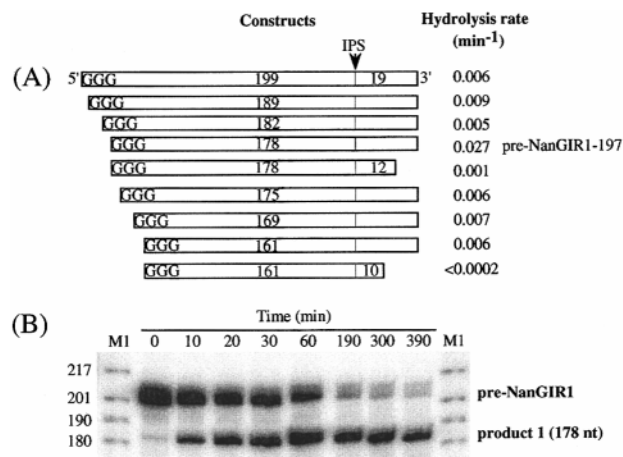 Constructs Hydrolysis rate
(min-1)
IPS
(A)
5' GGG 199 19 3' 0.006
GGG 189 0.009
GGG 182 0.005
GGG 178 0.027 pre-NanGIR1-197
GGG 178 12 0.001
GGG 175 0.006
GGG 169 0.007
GGG 161 0.006
GGG 161 10 <0.0002
(B)
Time (min)
M1 0 10 20 30 60 190 300 390 M1
217
201 pre-NanGIR1
190
180 product 1 (178 nt)